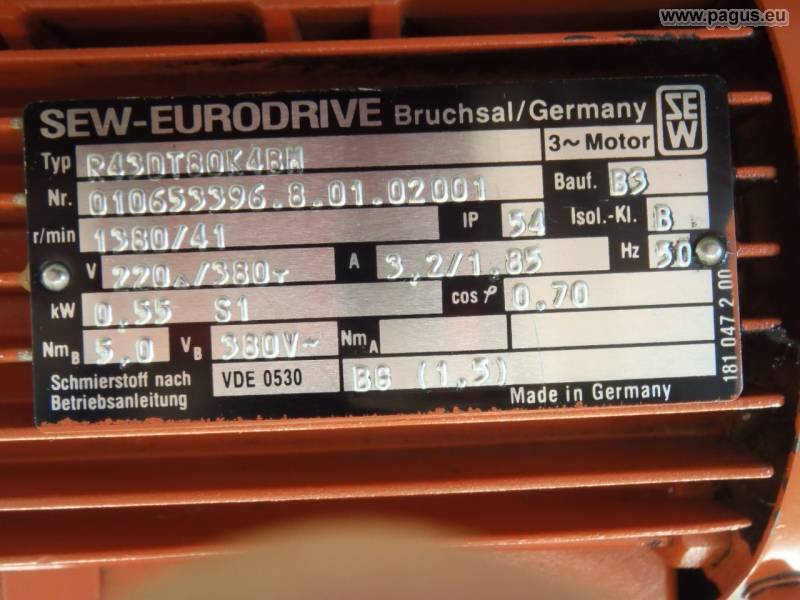 www.pagus.eu
SEW-EURODRIVE Bruchsal/Germany SEW
Typ R43DT80K4BM 3~ Motor
Nr. 010653396.8.01.02001 Bauf. B3
r/min 1380/41 IP 54 Isol.-Kl. B
V 220△/380Y A 3,2/1,85 Hz 50
kW 0,55 S1 cos φ 0,70
NmB 5,0 VB 380V~ NmA
Schmierstoff nach VDE 0530 BG (1,5)
Betriebsanleitung Made in Germany
181 047 2.00